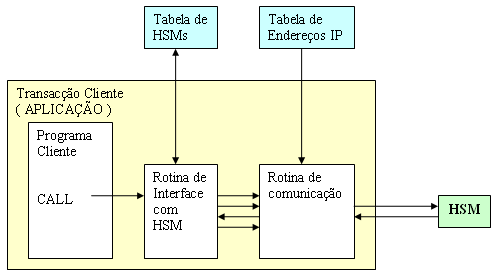 Tabela de
HSMs
Tabela de
Endereços IP
Transacção Cliente
( APLICAÇÃO )
Programa
Cliente
CALL
Rotina de
Interface
com
HSM
Rotina de
comunicação
HSM